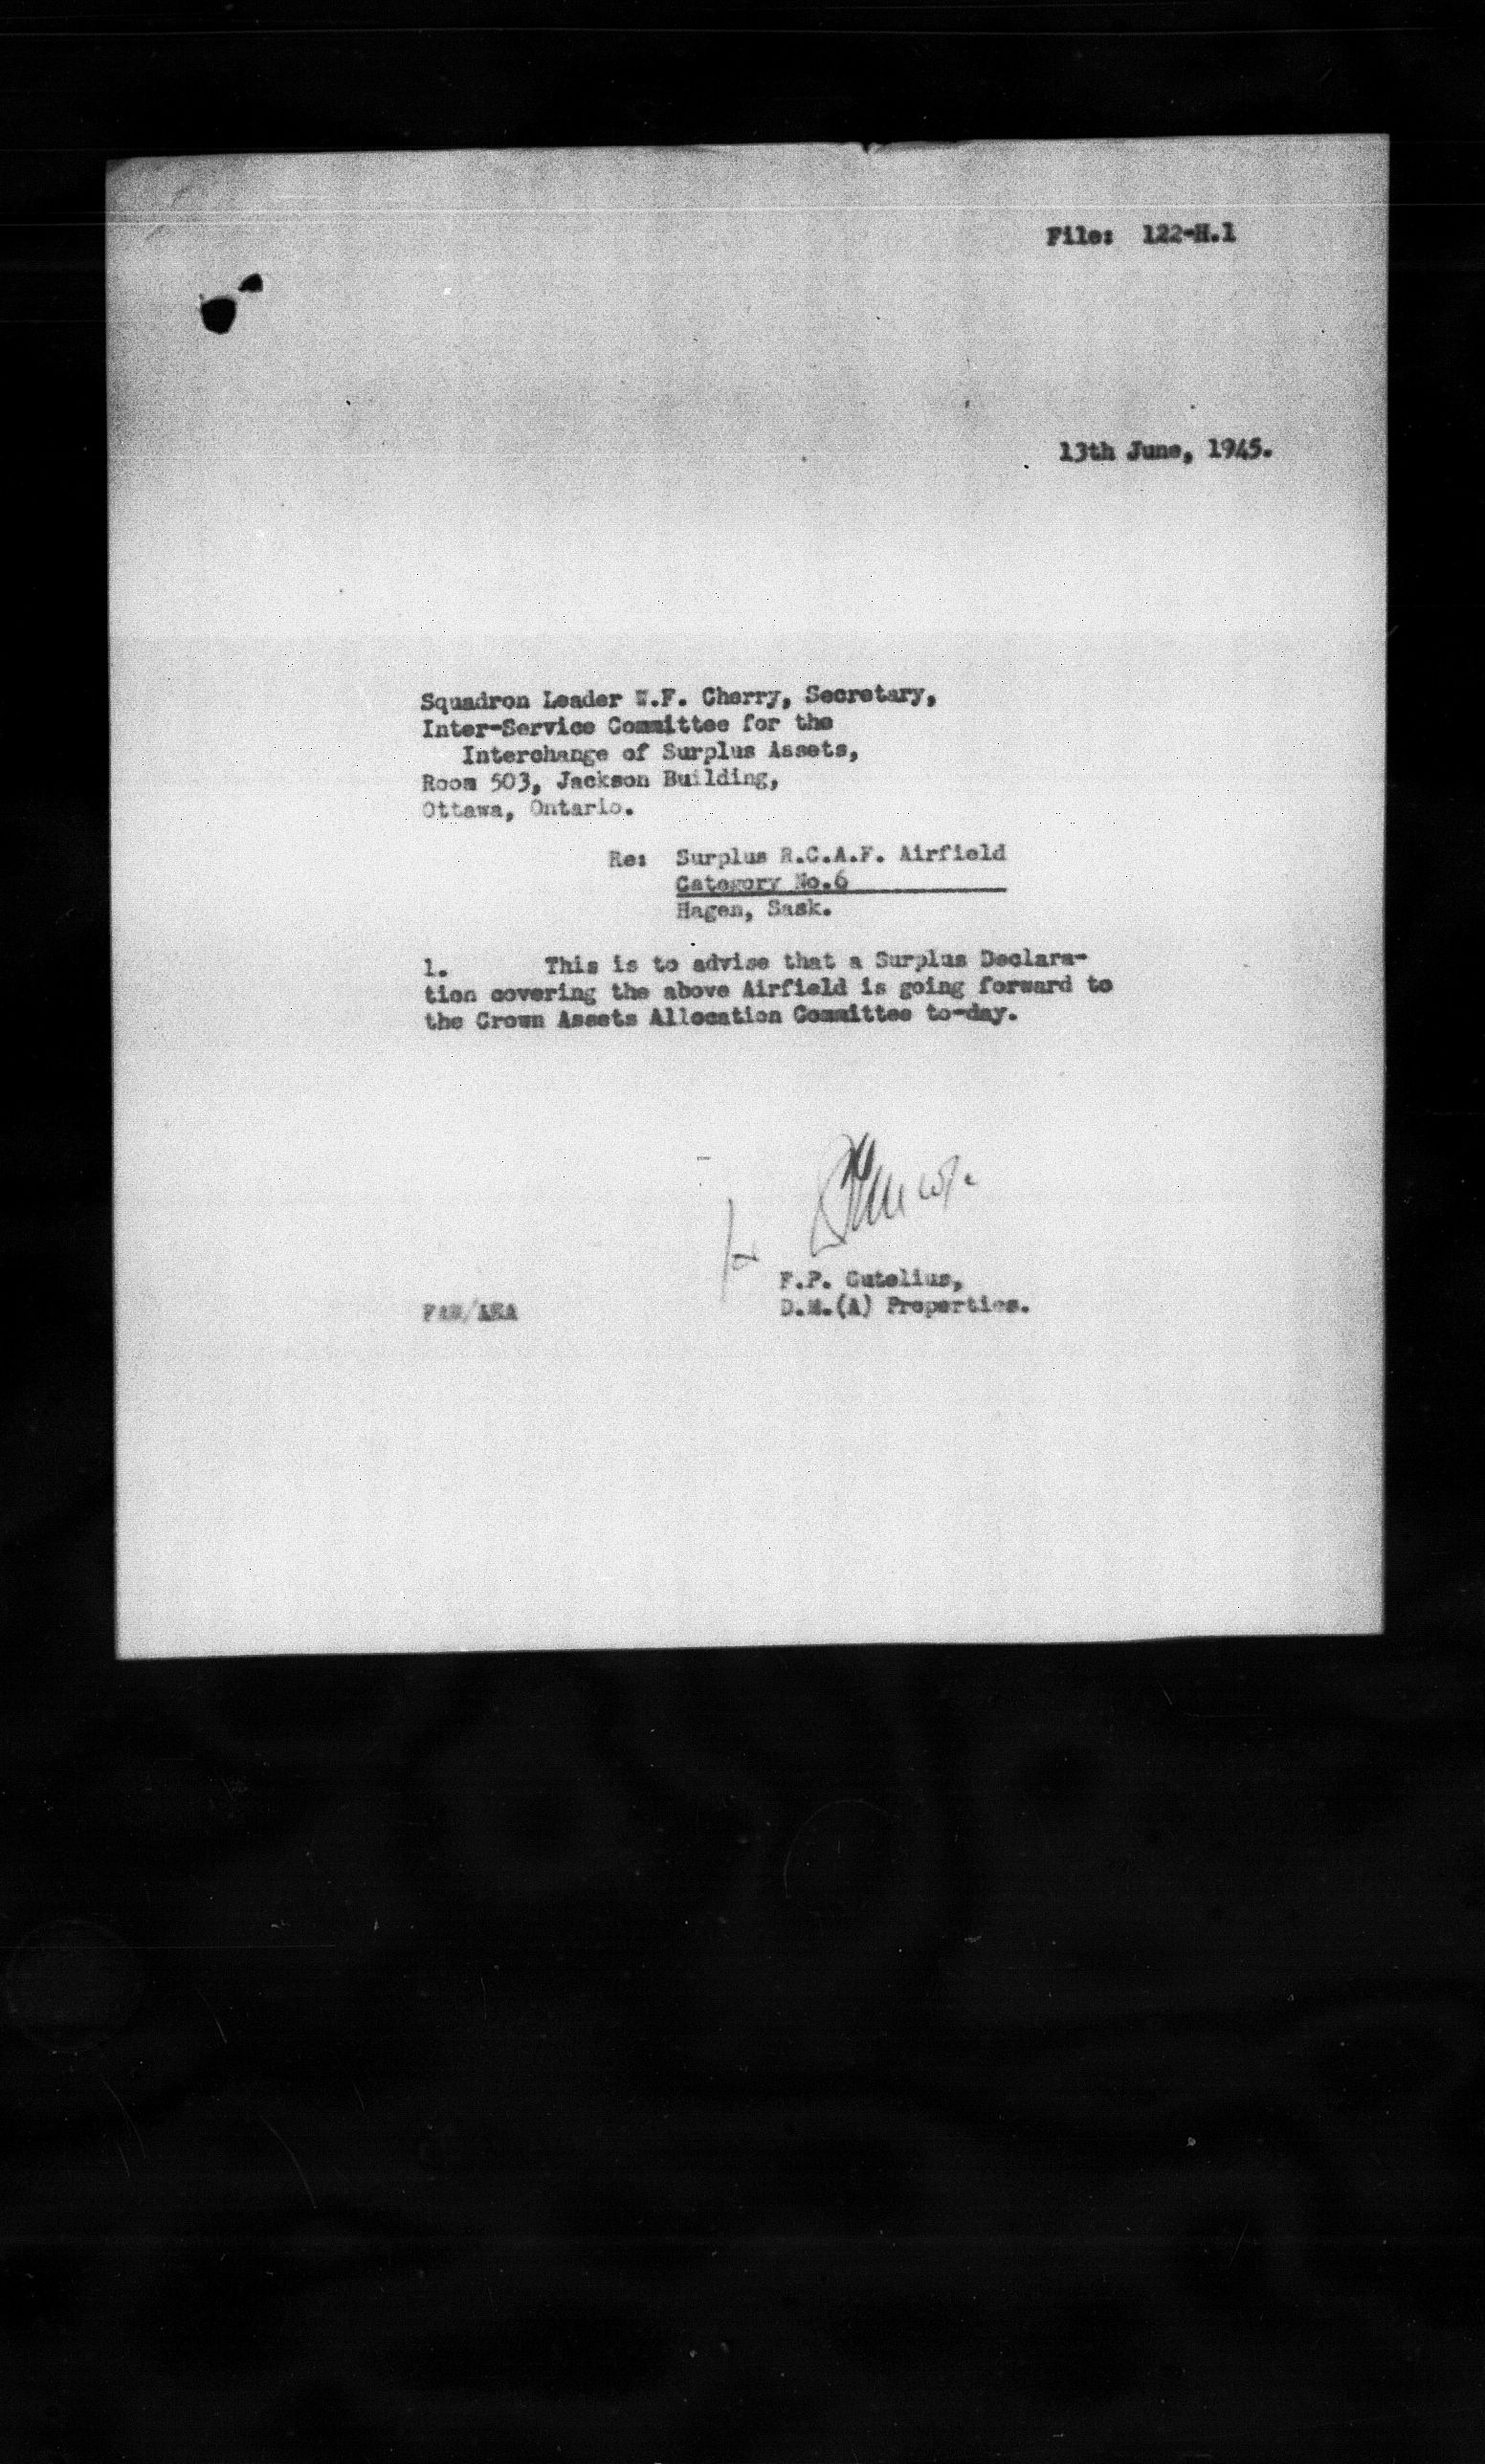 File: 122-H.1
13th June, 1945.
Squadron Leader W.F. Cherry, Secretary,
Inter-Service Committee for the
Interchange of Surplus Assets,
Room 503, Jackson Building,
Ottawa, Ontario.
Re: Surplus R.C.A.F. Airfield
Category No.6
Hagen, Sask.
1. This is to advise that a Surplus Declara-
tion covering the above Airfield is going forward to
the Crown Assets Allocation Committee to-day.
F.P. Gutelius,
D.M.(A) Properties.